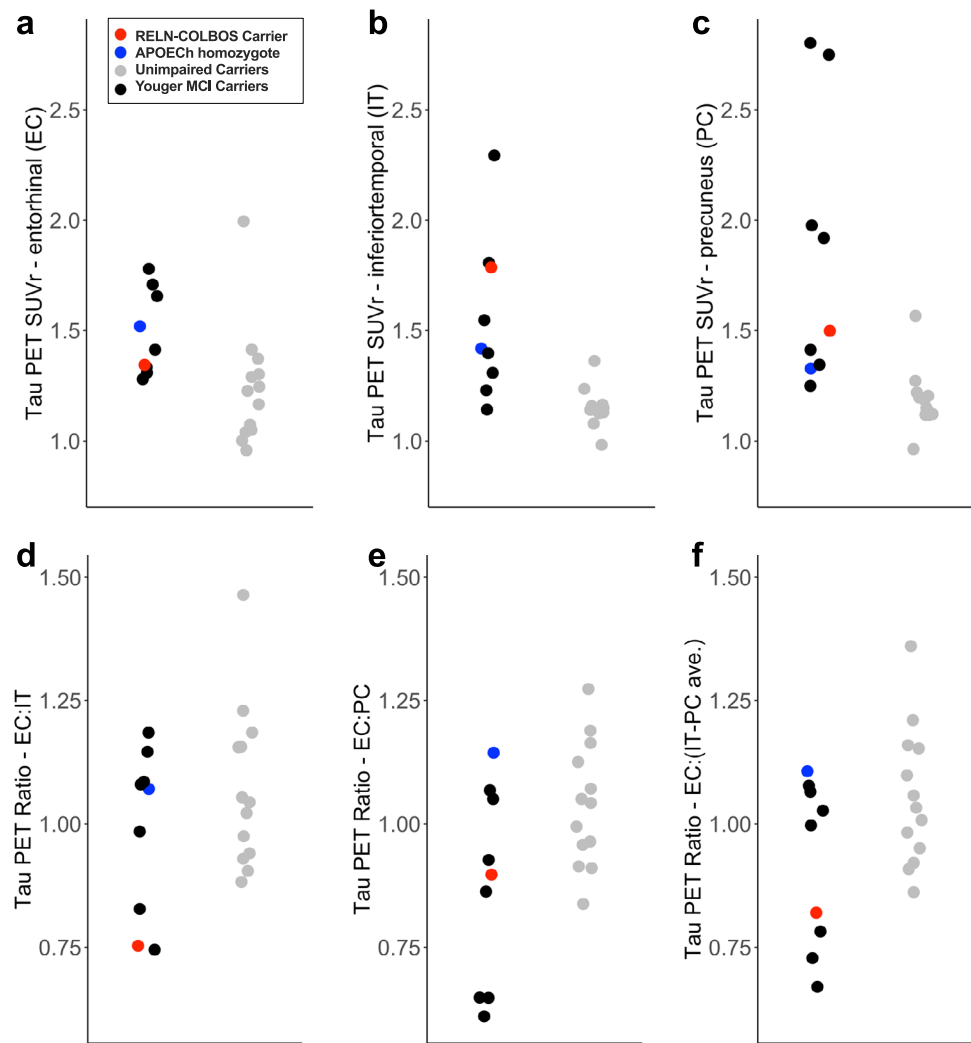 a
RELN-COLBOS Carrier
APOECh homozygote
Unimpaired Carriers
Youger MCI Carriers
Tau PET SUVr - entorhinal (EC)
2.5
2.0
1.5
1.0
b
Tau PET SUVr - inferiortemporal (IT)
2.5
2.0
1.5
1.0
c
Tau PET SUVr - precuneus (PC)
2.5
2.0
1.5
1.0
d
Tau PET Ratio - EC:IT
1.50
1.25
1.00
0.75
e
Tau PET Ratio - EC:PC
1.50
1.25
1.00
0.75
f
Tau PET Ratio - EC:(IT-PC ave.)
1.50
1.25
1.00
0.75